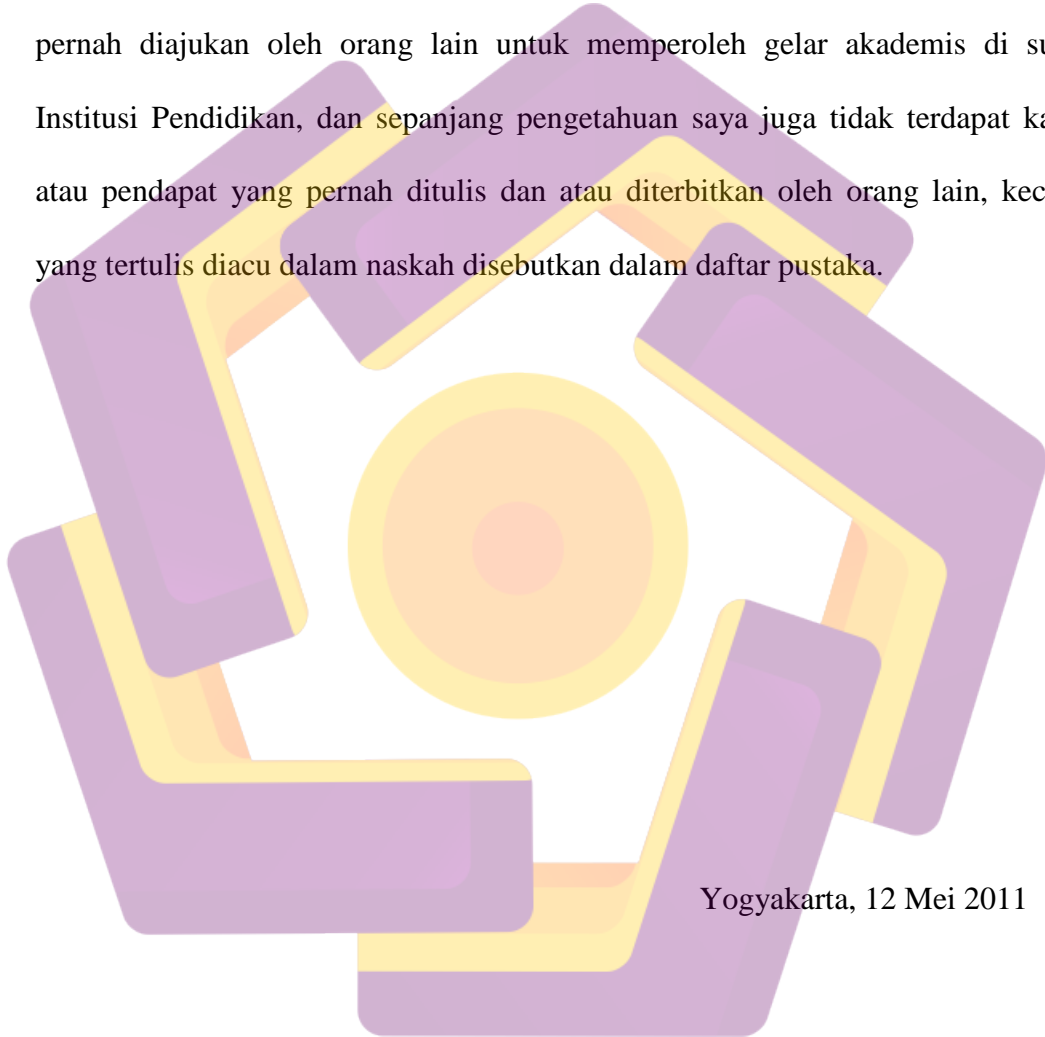 pernah diajukan oleh orang lain untuk memperoleh gelar akademis di su
Institusi Pendidikan, dan sepanjang pengetahuan saya juga tidak terdapat ka
atau pendapat yang pernah ditulis dan atau diterbitkan oleh orang lain, kec
yang tertulis diacu dalam naskah disebutkan dalam daftar pustaka.
Yogyakarta, 12 Mei 2011